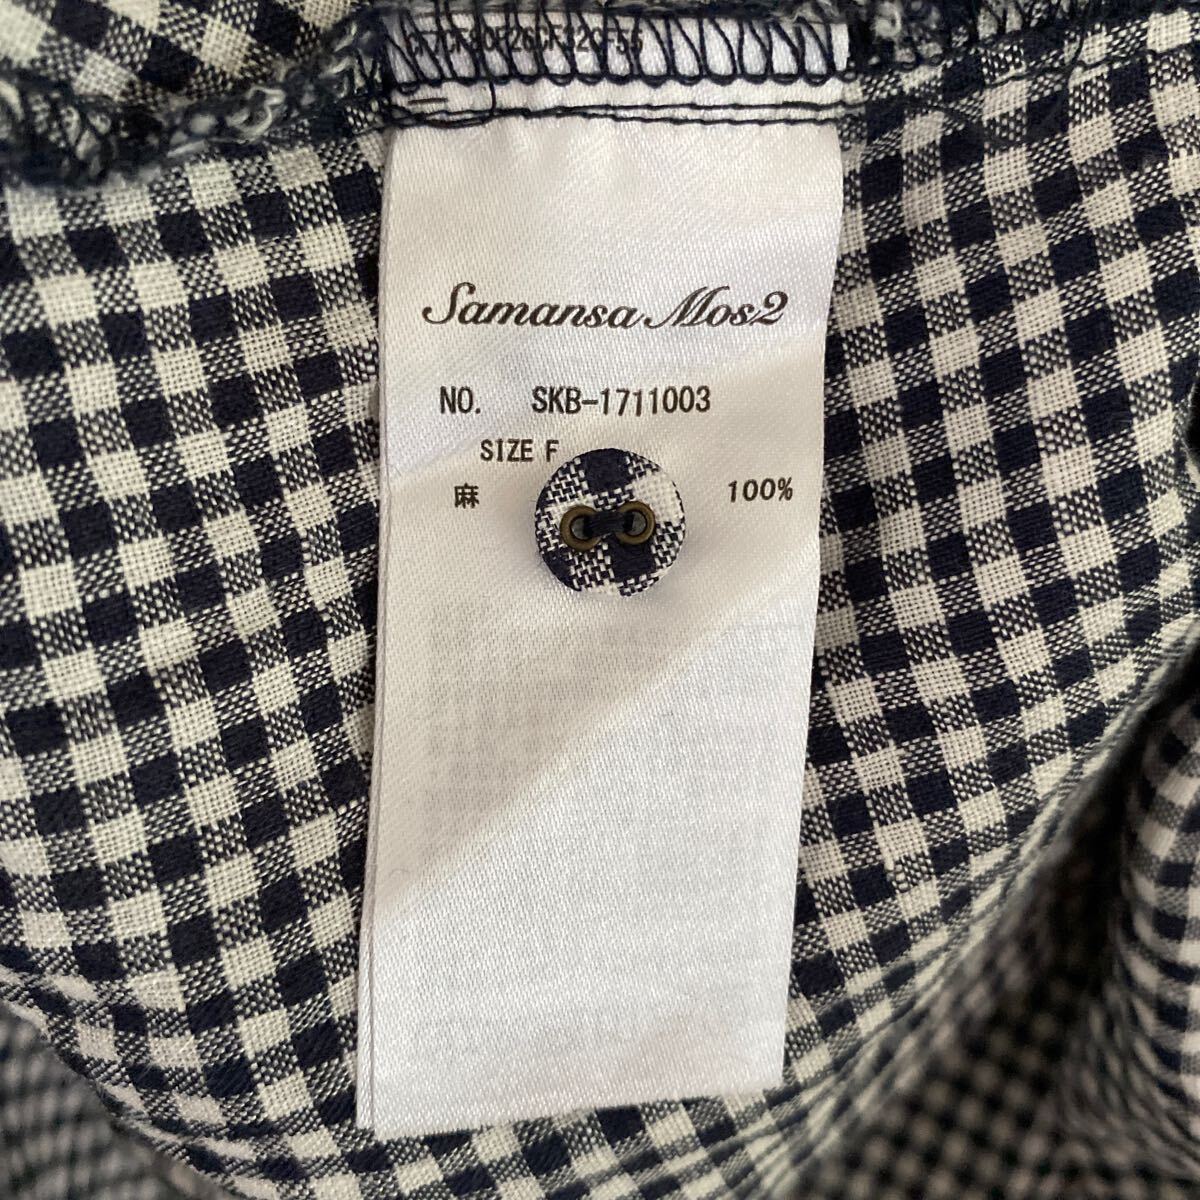 Samansa Mos2
NO. SKB-1711003
SIZE F
麻 100%